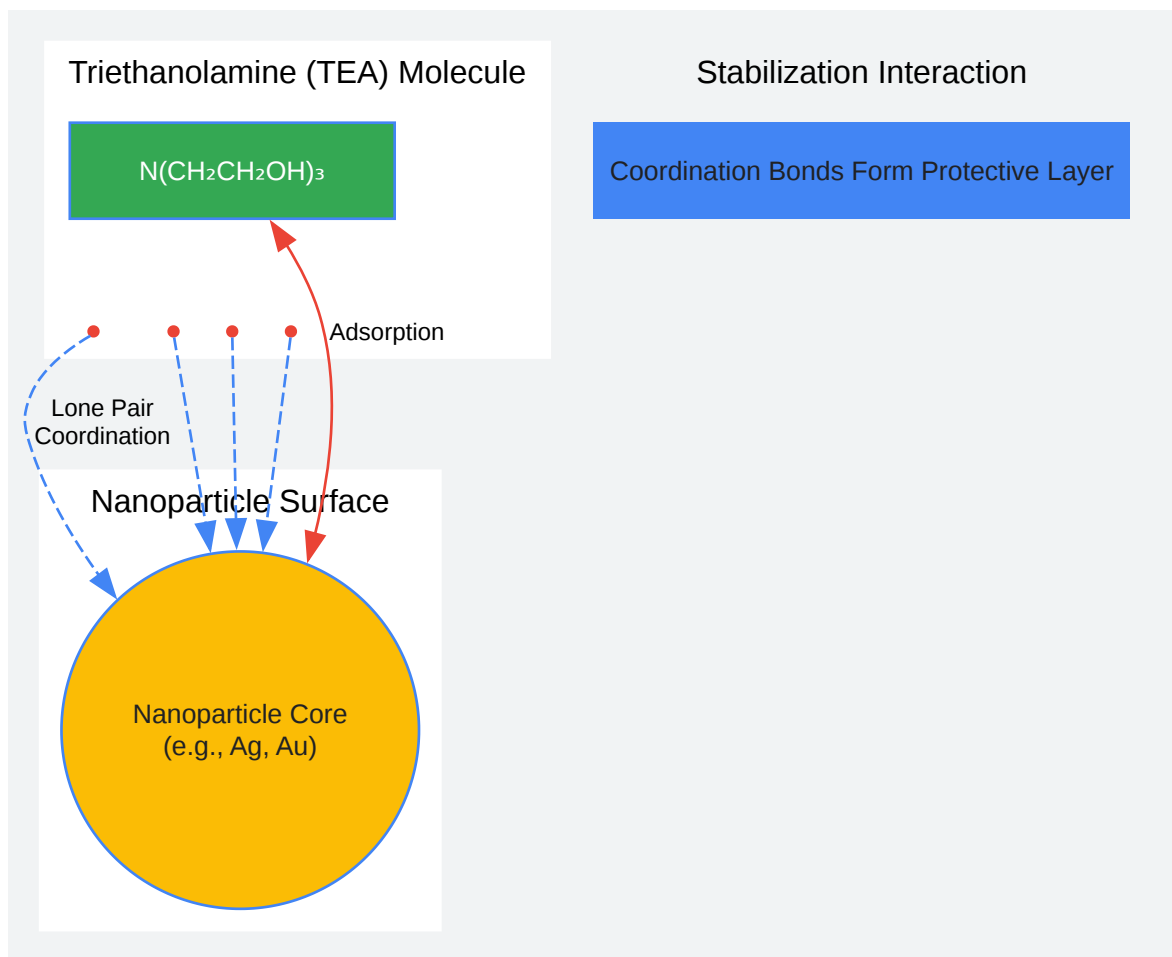 Triethanolamine (TEA) Molecule
Stabilization Interaction
N(CH₂CH₂OH)₃
Coordination Bonds Form Protective Layer
Adsorption
Lone Pair
Coordination
Nanoparticle Surface
Nanoparticle Core
(e.g., Ag, Au)